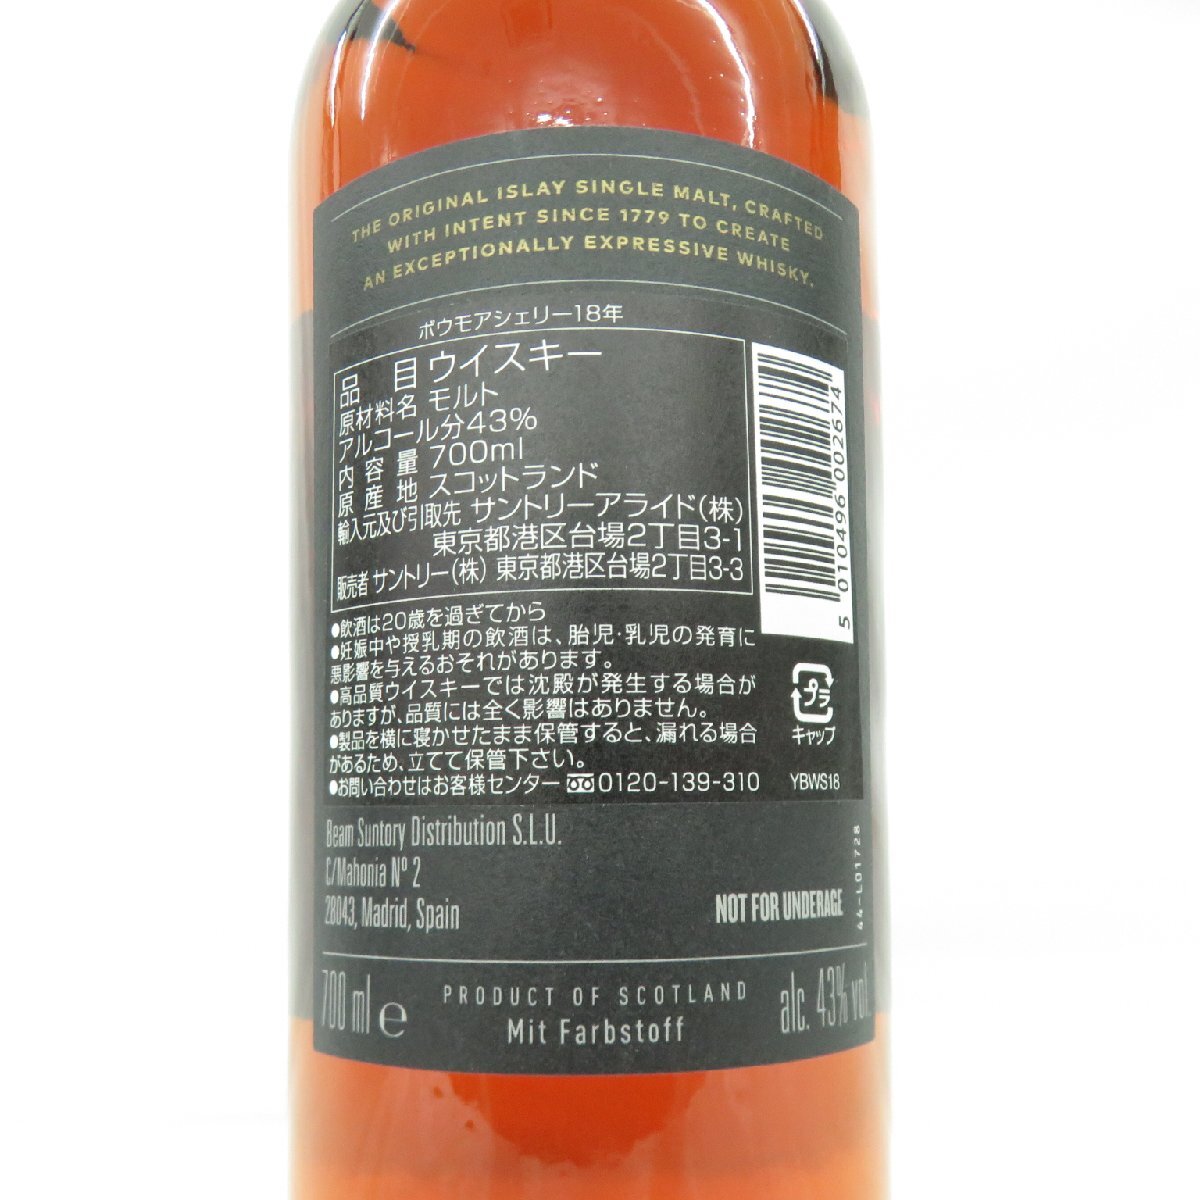 THE ORIGINAL ISLAY SINGLE MALT, CRAFTED
WITH INTENT SINCE 1779 TO CREATE
AN EXCEPTIONALLY EXPRESSIVE WHISKY.
ボウモアシェリー18年
品目 ウイスキー
原材料名 モルト
アルコール分43%
内容量 700ml
原産地 スコットランド
輸入元及び引取先 サントリーアライド(株)
東京都港区台場2丁目3-1
販売者 サントリー(株) 東京都港区台場2丁目3-3
●飲酒は20歳を過ぎてから
●妊娠中や授乳期の飲酒は、胎児・乳児の発育に
悪影響を与えるおそれがあります。
●高品質ウイスキーでは沈殿が発生する場合が
ありますが、品質には全く影響はありません。
●製品を横に寝かせたまま保管すると、漏れる場合
があるため、立てて保管下さい。
●お問い合わせはお客様センター 0120-139-310
5 010496 002674
プラ
キャップ
YBWS18
Beam Suntory Distribution S.L.U.
C/Mahonia Nº 2
28043, Madrid, Spain
NOT FOR UNDERAGE
44-L01728
700 ml e
PRODUCT OF SCOTLAND
Mit Farbstoff
alc. 43% vol.